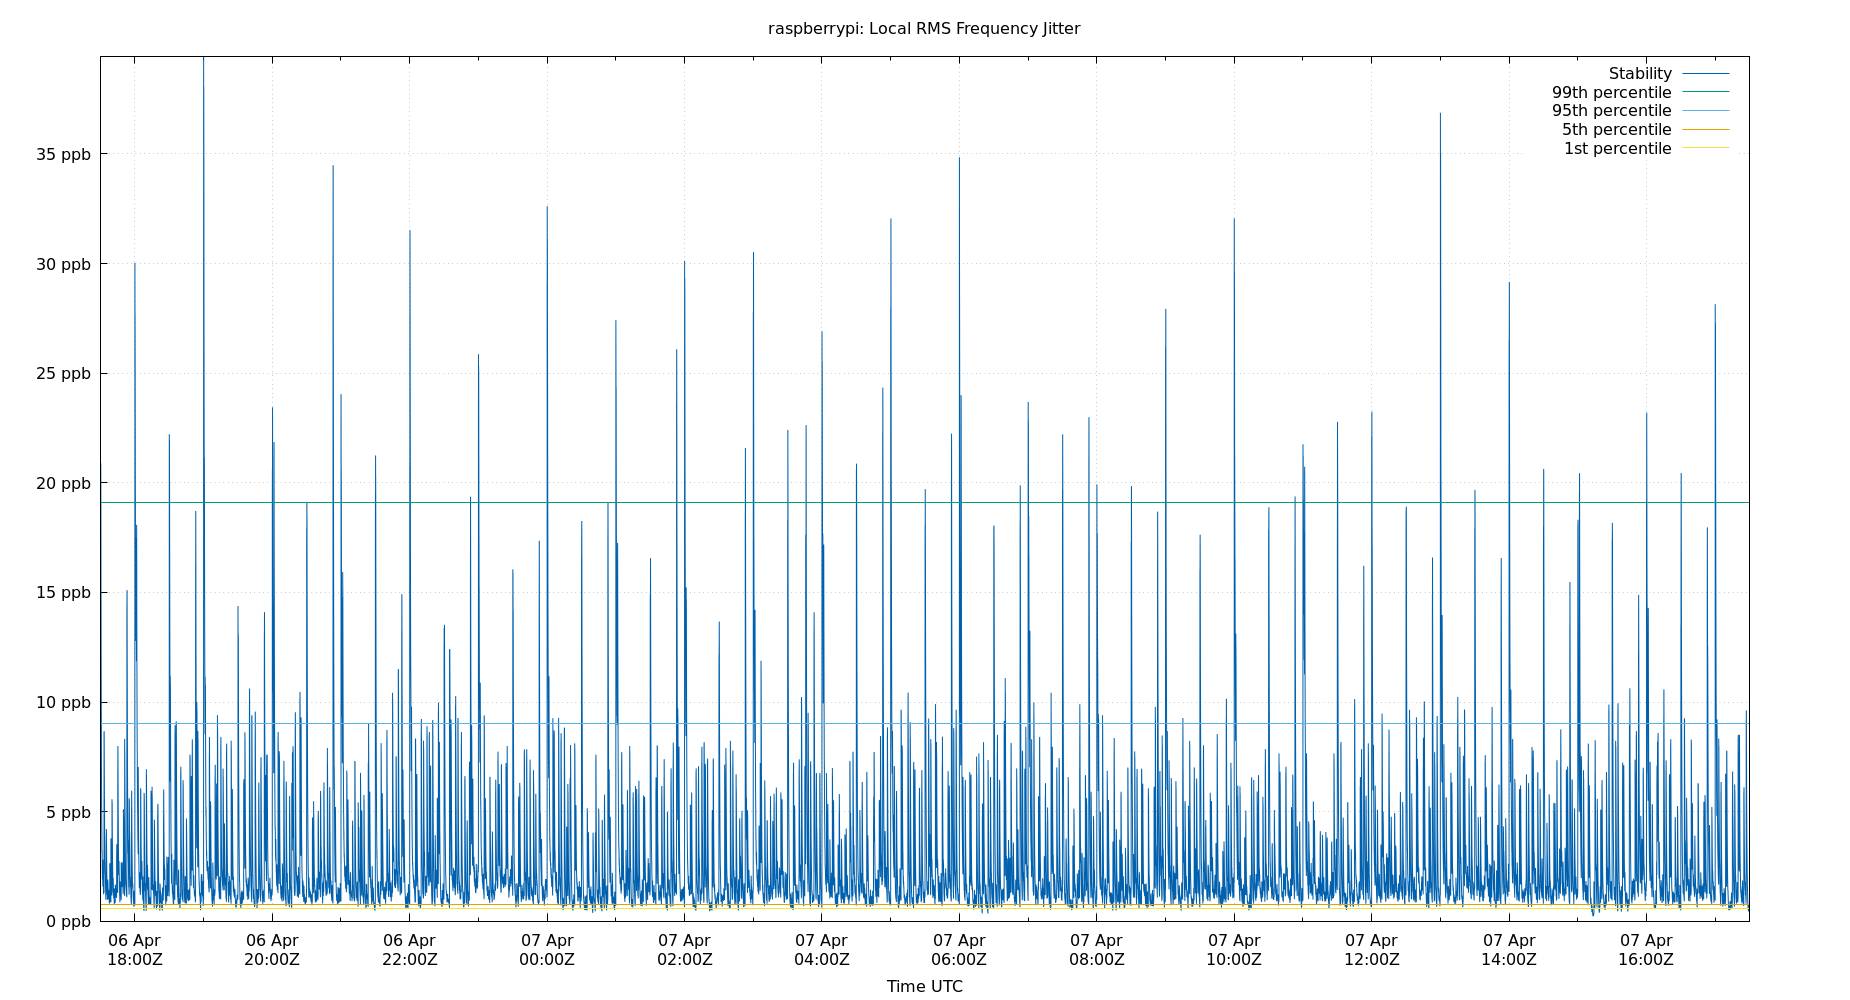 raspberrypi: Local RMS Frequency Jitter
Stability
99th percentile
95th percentile
5th percentile
1st percentile
35 ppb
30 ppb
25 ppb
20 ppb
15 ppb
10 ppb
5 ppb
0 ppb
06 Apr 06 Apr 06 Apr 07 Apr 07 Apr 07 Apr 07 Apr 07 Apr 07 Apr 07 Apr 07 Apr 07 Apr
18:00Z 20:00Z 22:00Z 00:00Z 02:00Z 04:00Z 06:00Z 08:00Z 10:00Z 12:00Z 14:00Z 16:00Z
Time UTC